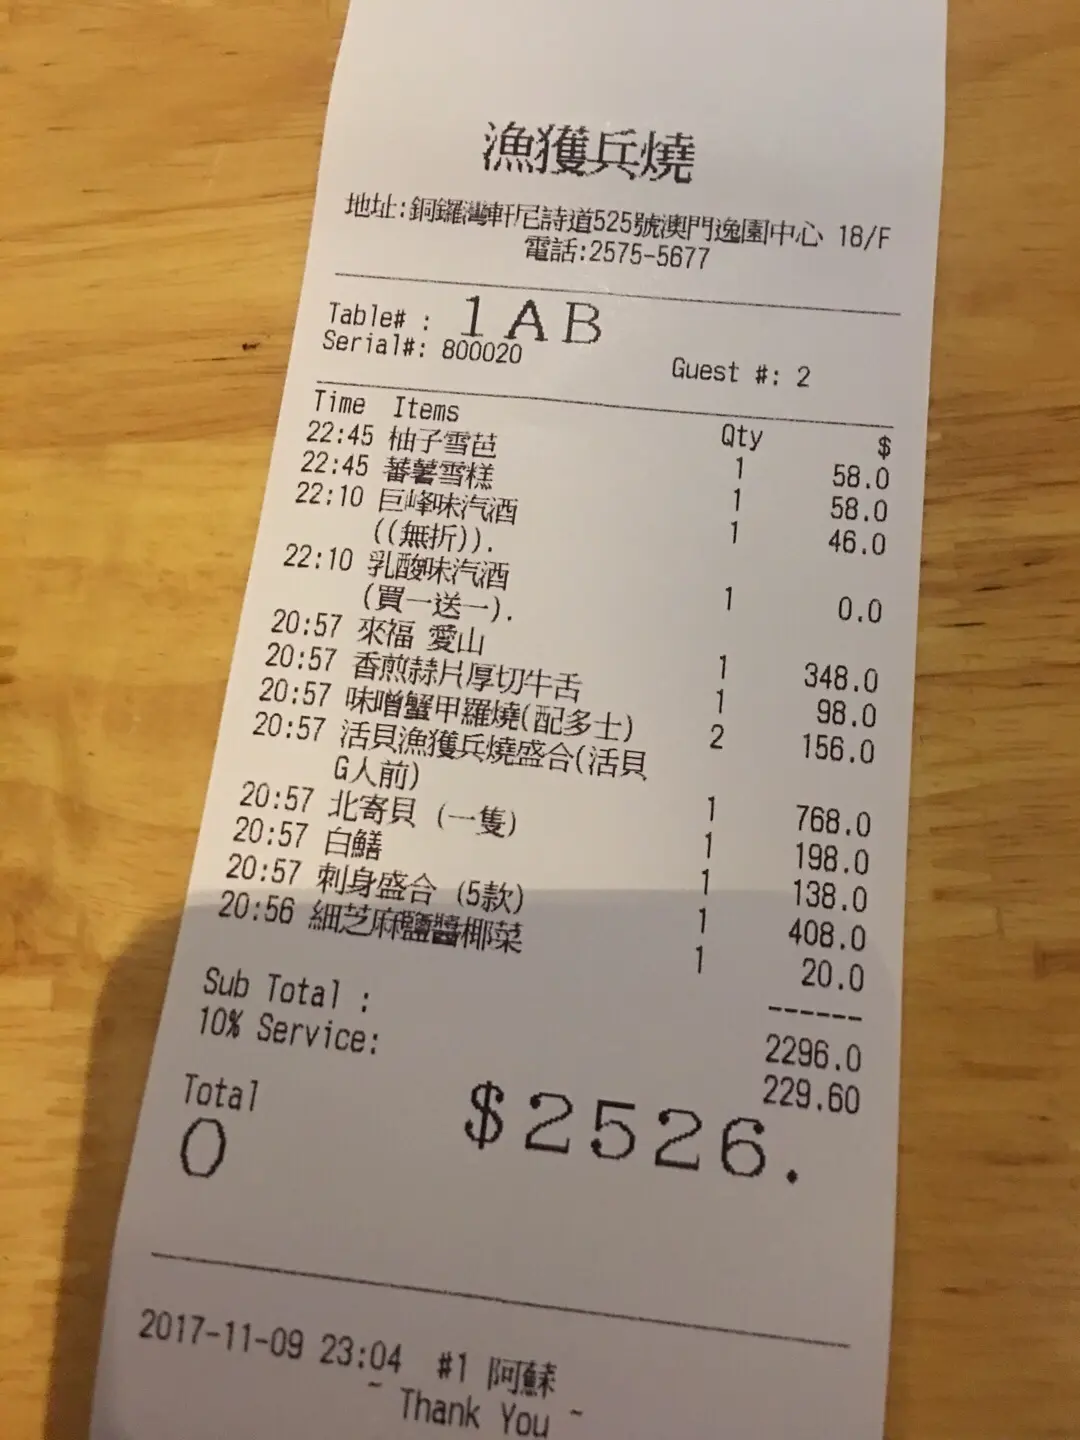 漁獲兵燒
地址:銅鑼灣軒尼詩道525號澳門逸園中心 18/F
電話:2575-5677
Table# : 1AB
Serial#: 800020 Guest #: 2
Time Items Qty $
22:45 柚子雪芭 1 58.0
22:45 蕃薯雪糕 1 58.0
22:10 巨峰味汽酒 1 46.0
((無折)).
22:10 乳酸味汽酒 1 0.0
(買一送一).
20:57 來福 愛山 1 348.0
20:57 香煎蒜片厚切牛舌 1 98.0
20:57 味噌蟹甲羅燒(配多士) 2 156.0
20:57 活貝漁獲兵燒盛合(活貝
G人前) 1 768.0
20:57 北寄貝 (一隻) 1 198.0
20:57 白鱔 1 138.0
20:57 刺身盛合 (5款) 1 408.0
20:56 細芝麻鹽醬椰菜 1 20.0
------
Sub Total : 2296.0
10% Service: 229.60
Total $2526.
0
2017-11-09 23:04 #1 阿蘇
~ Thank You ~